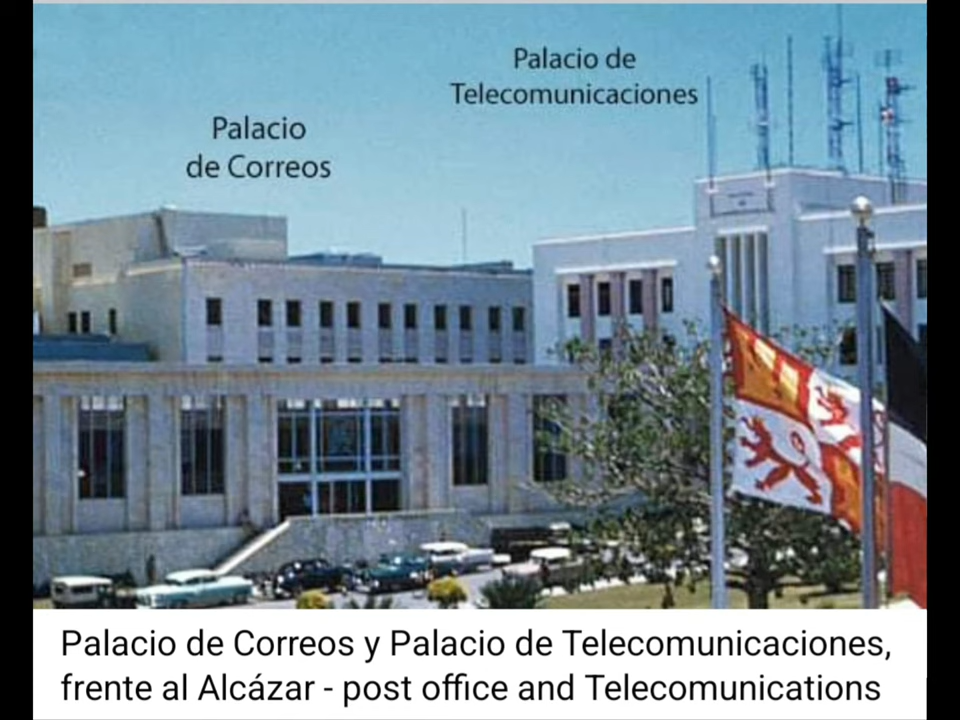 Palacio de
Telecomunicaciones
Palacio
de Correos
Palacio de Correos y Palacio de Telecomunicaciones,
frente al Alcázar - post office and Telecomunications